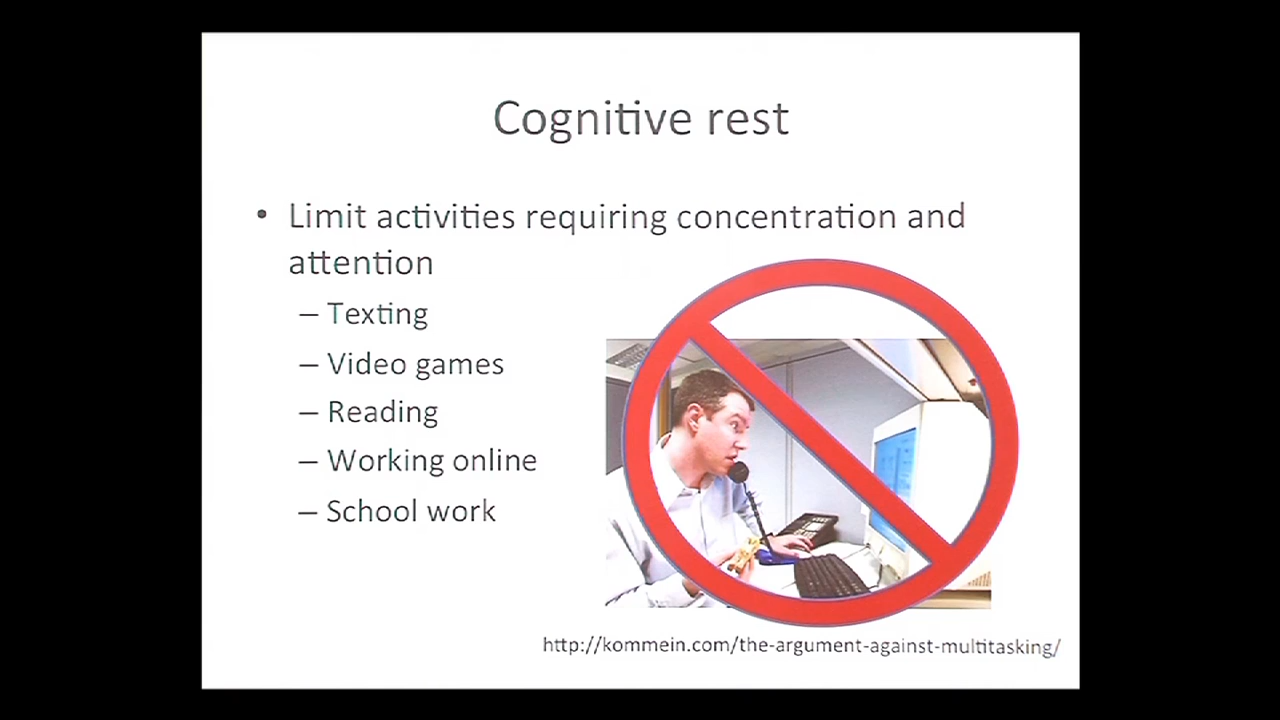 Cognitive rest
• Limit activities requiring concentration and
attention
– Texting
– Video games
– Reading
– Working online
– School work
http://kommein.com/the-argument-against-multitasking/